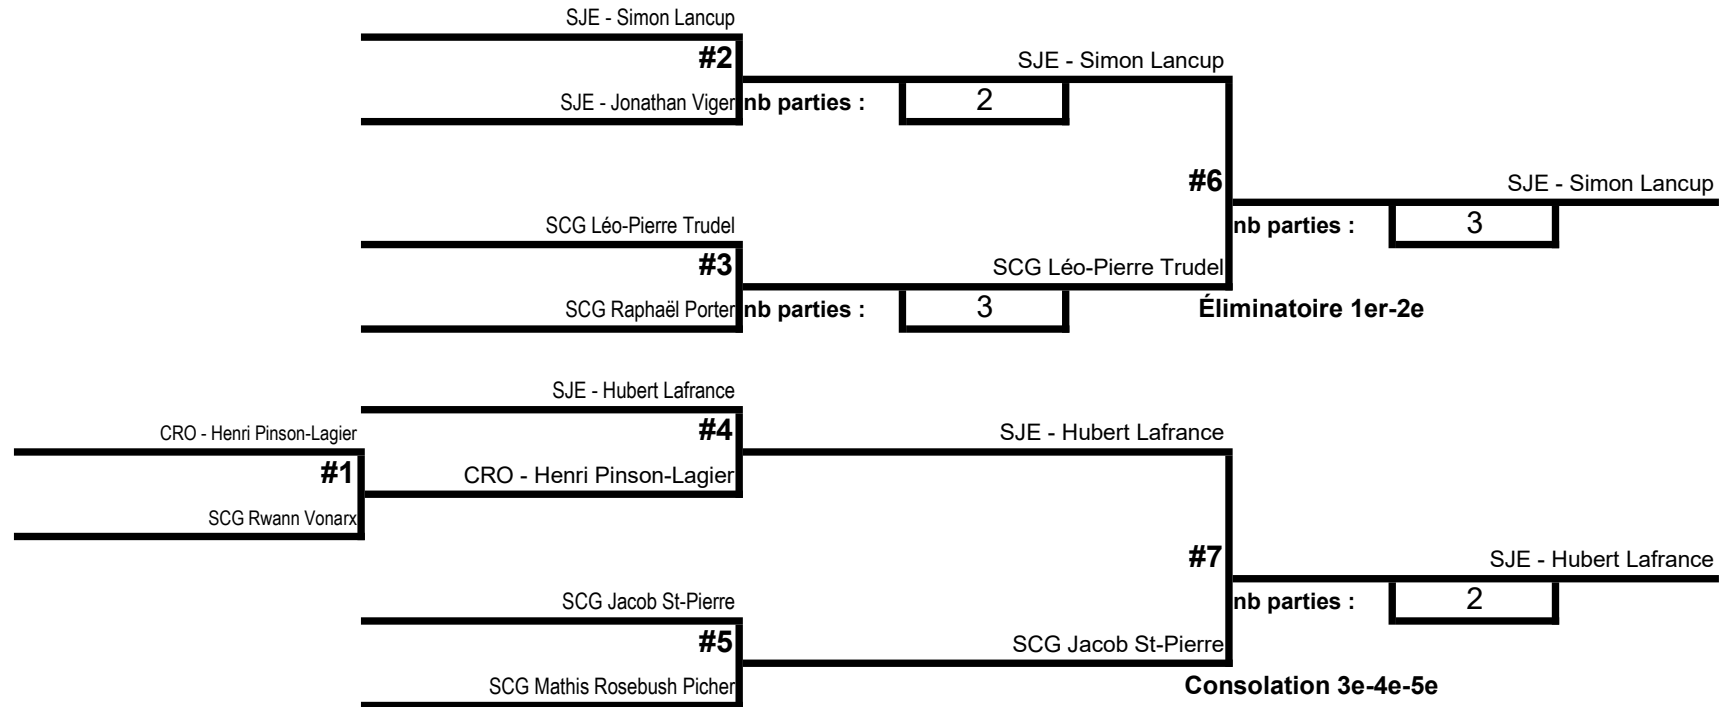 SJE - Simon Lancup
#2
SJE - Simon Lancup
SJE - Jonathan Viger
nb parties :
2
#6
SJE - Simon Lancup
SCG Léo-Pierre Trudel
nb parties :
3
#3
SCG Léo-Pierre Trudel
SCG Raphaël Porter
nb parties :
3
Éliminatoire 1er-2e
SJE - Hubert Lafrance
CRO - Henri Pinson-Lagier
#4
SJE - Hubert Lafrance
#1
CRO - Henri Pinson-Lagier
SCG Rwann Vonarx
#7
SJE - Hubert Lafrance
SCG Jacob St-Pierre
nb parties :
2
#5
SCG Jacob St-Pierre
SCG Mathis Rosebush Picher
Consolation 3e-4e-5e